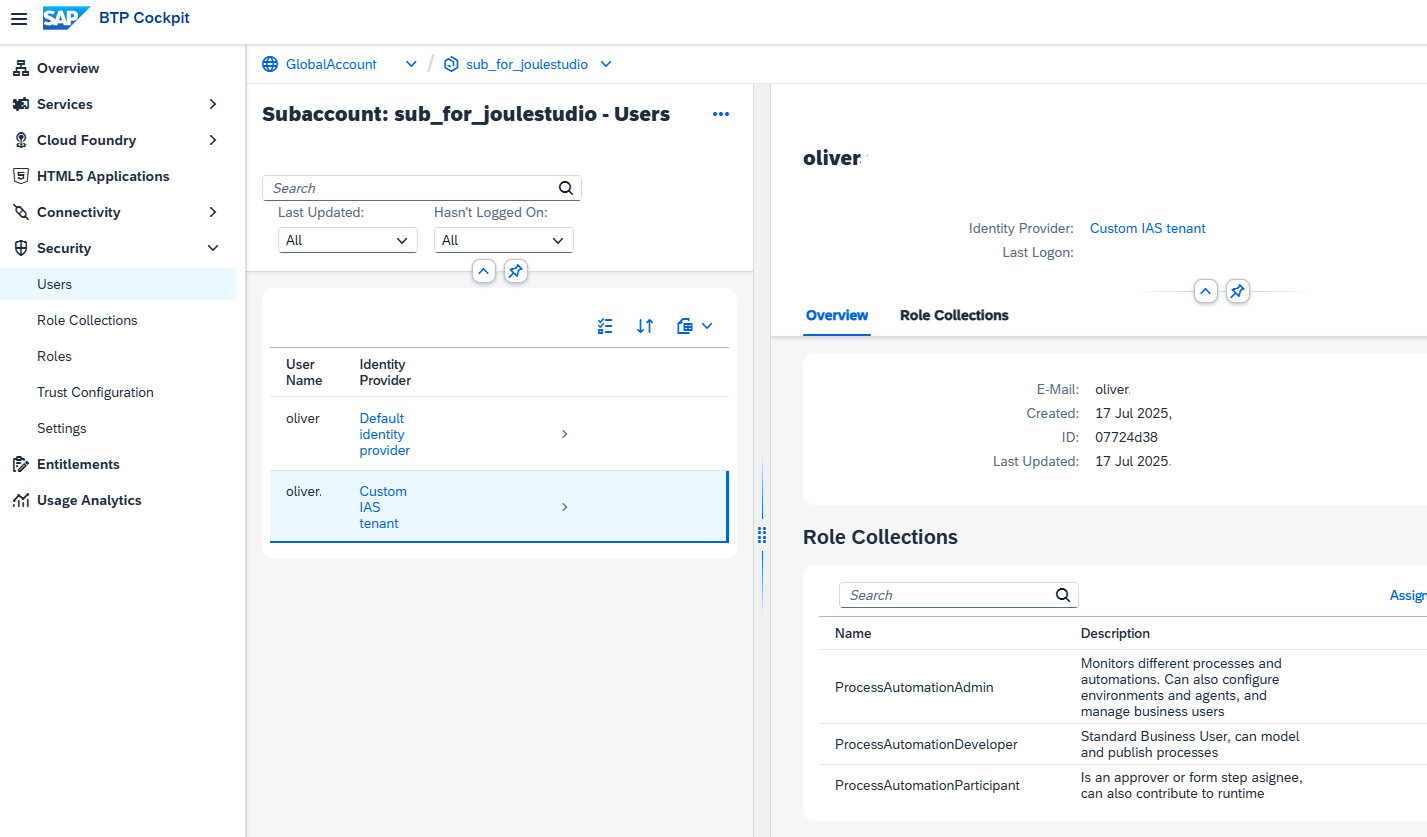 SAP BTP Cockpit
Overview
Services
Cloud Foundry
HTML5 Applications
Connectivity
Security
Users
Role Collections
Roles
Trust Configuration
Settings
Entitlements
Usage Analytics
GlobalAccount / sub_for_joulestudio
Subaccount: sub_for_joulestudio - Users
Search
Last Updated: Hasn't Logged On:
All All
User Name Identity Provider
oliver Default identity provider
oliver. Custom IAS tenant
oliver
Identity Provider: Custom IAS tenant
Last Logon:
Overview Role Collections
E-Mail: oliver
Created: 17 Jul 2025,
ID: 07724d38
Last Updated: 17 Jul 2025
Role Collections
Search
Assign
Name Description
ProcessAutomationAdmin
Monitors different processes and
automations. Can also configure
environments and agents, and
manage business users
ProcessAutomationDeveloper
Standard Business User, can model
and publish processes
ProcessAutomationParticipant
Is an approver or form step asignee,
can also contribute to runtime